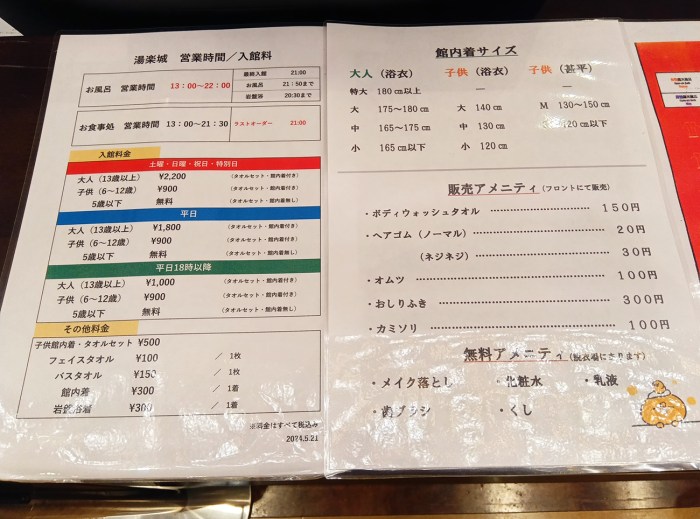 湯楽城 営業時間／入館料
お風呂 営業時間 13：00～22：00
最終入館 21:00
お風呂 21：50まで
岩盤浴 20:30まで
お食事処 営業時間 13：00～21：30 ラストオーダー 21:00
入館料金
土曜・日曜・祝日・特別日
大人（13歳以上） ¥2,200 （タオルセット・館内着付き）
子供（6～12歳） ¥900 （タオルセット・館内着付き）
5歳以下 無料 （タオルセット・館内着無し）
平日
大人（13歳以上） ¥1,800 （タオルセット・館内着付き）
子供（6～12歳） ¥900 （タオルセット・館内着付き）
5歳以下 無料 （タオルセット・館内着無し）
平日18時以降
大人（13歳以上） ¥1,000 （タオルセット・館内着付き）
子供（6～12歳） ¥900 （タオルセット・館内着付き）
5歳以下 無料 （タオルセット・館内着無し）
その他料金
子供館内着・タオルセット ¥500
フェイスタオル ¥100 ／ 1枚
バスタオル ¥150 ／ 1枚
館内着 ¥300 ／ 1着
岩盤浴着 ¥300 ／ 1着
※料金はすべて税込み
2024.5.21
館内着サイズ
大人（浴衣） 子供（浴衣） 子供（甚平）
特大 180㎝以上 ― ―
大 175～180㎝ 大 140㎝ M 130～150㎝
中 165～175㎝ 中 130㎝ 120㎝以下
小 165㎝以下 小 120㎝
販売アメニティ（フロントにて販売）
・ボディウォッシュタオル ………………… 150円
・ヘアゴム（ノーマル） ………………… 20円
（ネジネジ） ………………… 30円
・オムツ ………………… 100円
・おしりふき ………………… 300円
・カミソリ ………………… 100円
無料アメニティ（脱衣場にあります）
・メイク落とし ・化粧水 ・乳液
・歯ブラシ ・くし